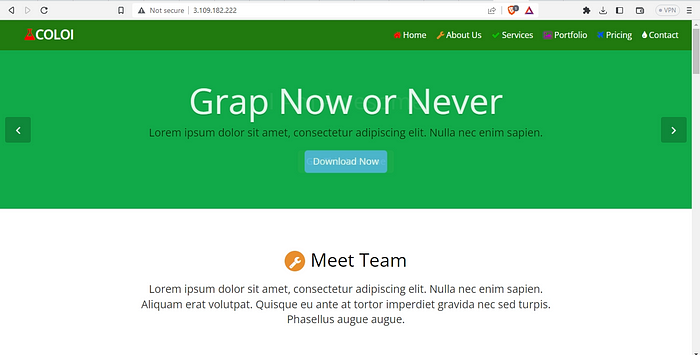 Not secure 3.109.182.222
VPN
COLOI
Home About Us Services Portfolio Pricing Contact
Grap Now or Never
Lorem ipsum dolor sit amet, consectetur adipiscing elit. Nulla nec enim sapien.
Download Now
Meet Team
Lorem ipsum dolor sit amet, consectetur adipiscing elit. Nulla nec enim sapien.
Aliquam erat volutpat. Quisque eu ante at tortor imperdiet gravida nec sed turpis.
Phasellus augue augue.